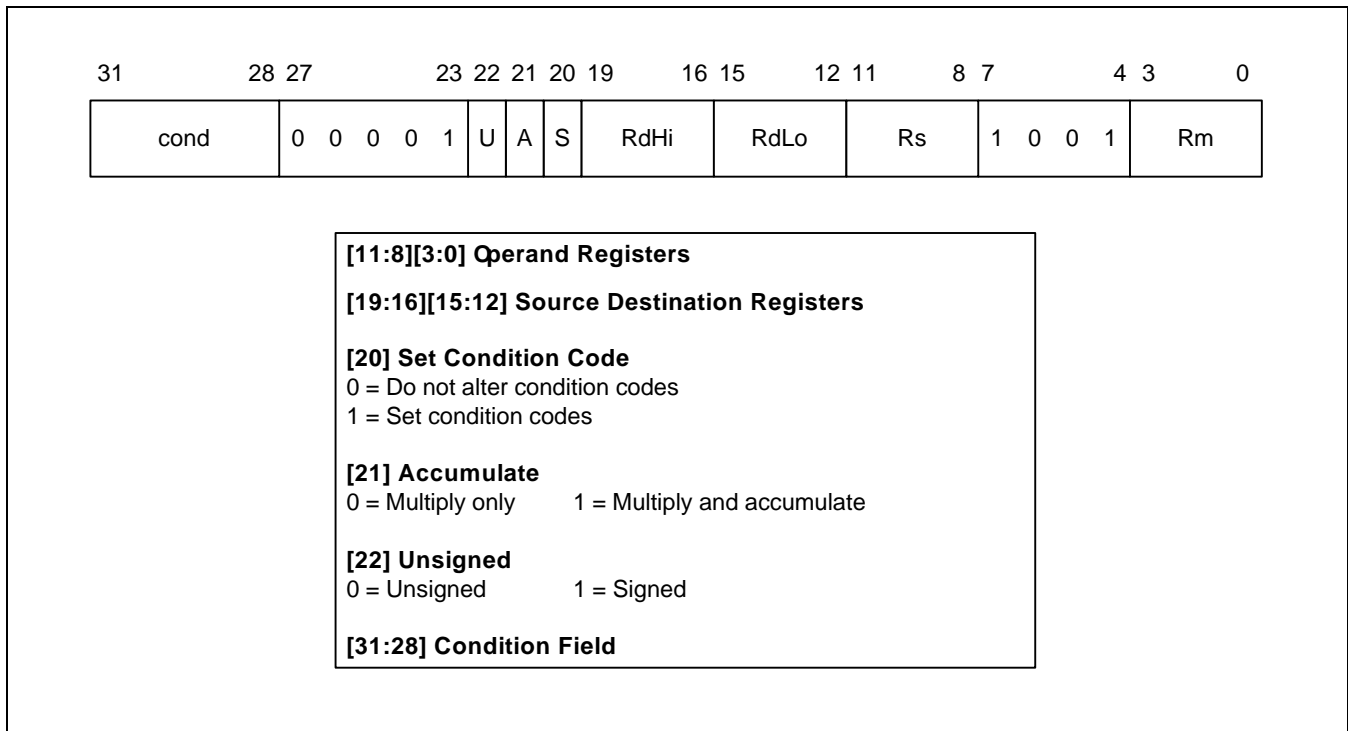 31 28 27 23 22 21 20 19 16 15 12 11 8 7 4 3 0
cond 0 0 0 0 1 U A S RdHi RdLo Rs 1 0 0 1 Rm
[11:8][3:0] Operand Registers
[19:16][15:12] Source Destination Registers
[20] Set Condition Code
0 = Do not alter condition codes
1 = Set condition codes
[21] Accumulate
0 = Multiply only 1 = Multiply and accumulate
[22] Unsigned
0 = Unsigned 1 = Signed
[31:28] Condition Field